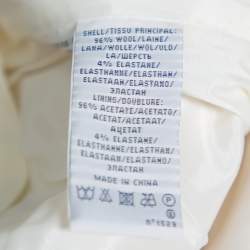 SHELL/TISSU PRINCIPAL:
96% WOOL/LAINE/
LANA/WOLLE/WOL/ULD/
LA/ШЕРСТЬ
4% ELASTANE/
ELASTHANNE/ELASTHAN/
ELASTAAN/ELASTANO/
ЭЛАСТАН
LINING/DOUBLURE:
96% ACETATE/ACETATO/
ACETAT/ACETAAT/
АЦЕТАТ
4% ELASTANE/
ELASTHANNE/ELASTHAN/
ELASTAAN/ELASTANO/
ЭЛАСТАН
MADE IN CHINA